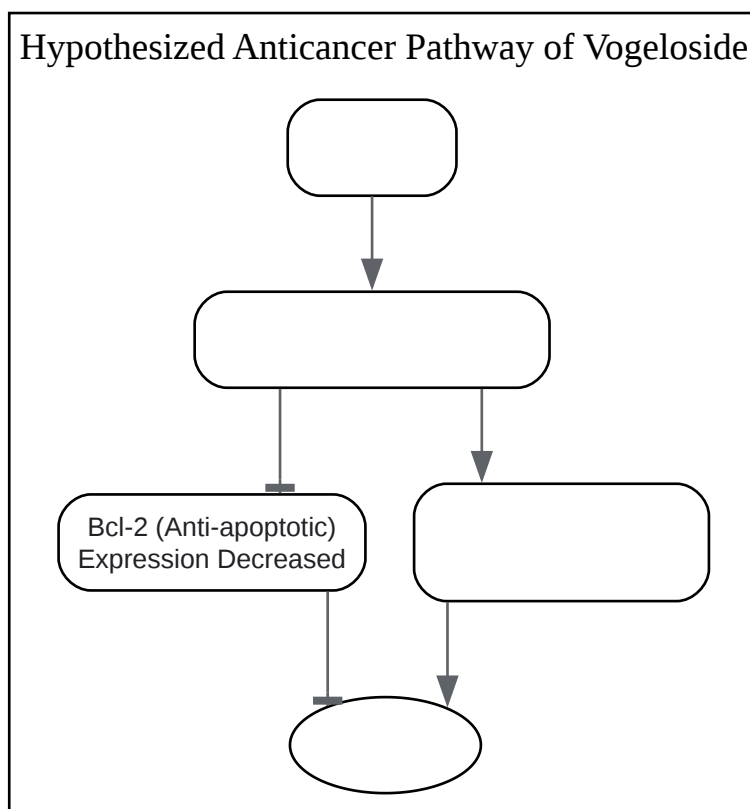 Hypothesized Anticancer Pathway of Vogeloside
Bcl-2 (Anti-apoptotic)
Expression Decreased